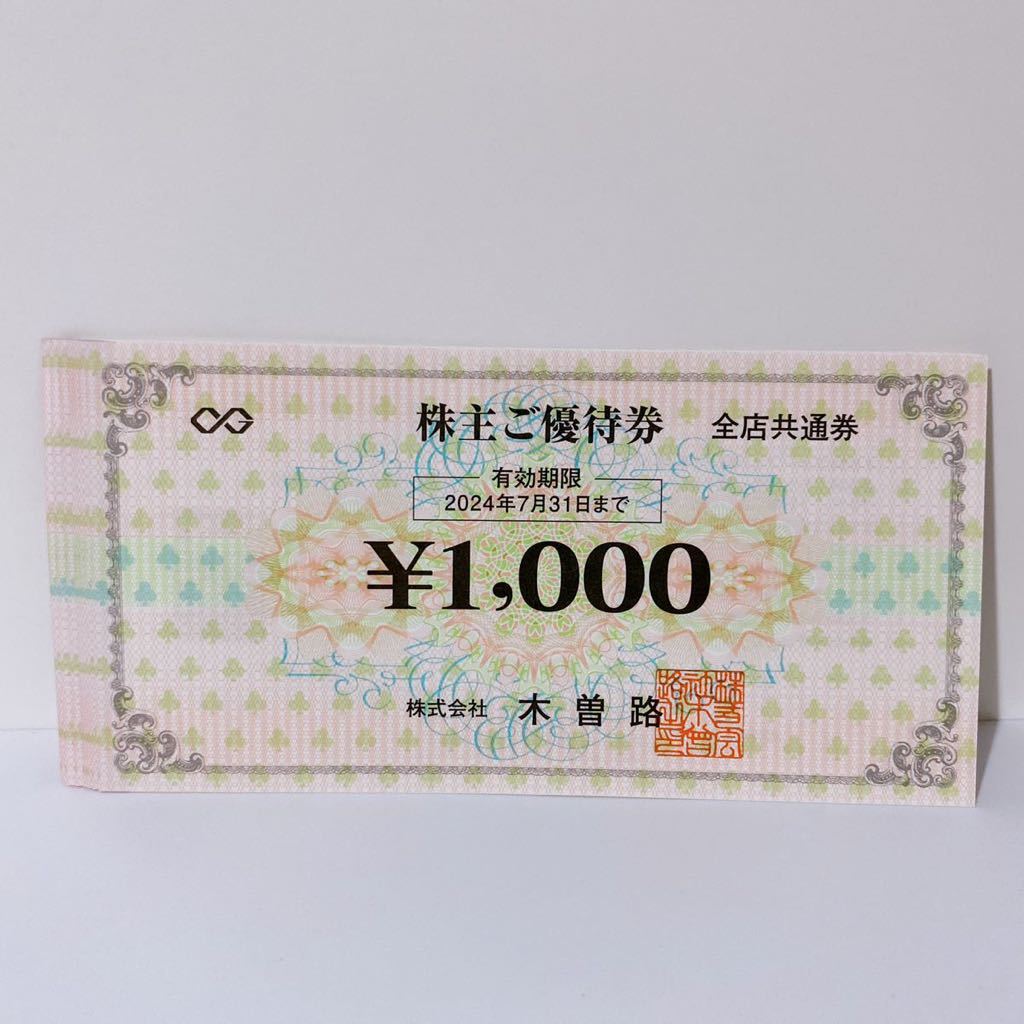 株主ご優待券 全店共通券
有効期限
2024年7月31日まで
¥1,000
株式会社 木曽路